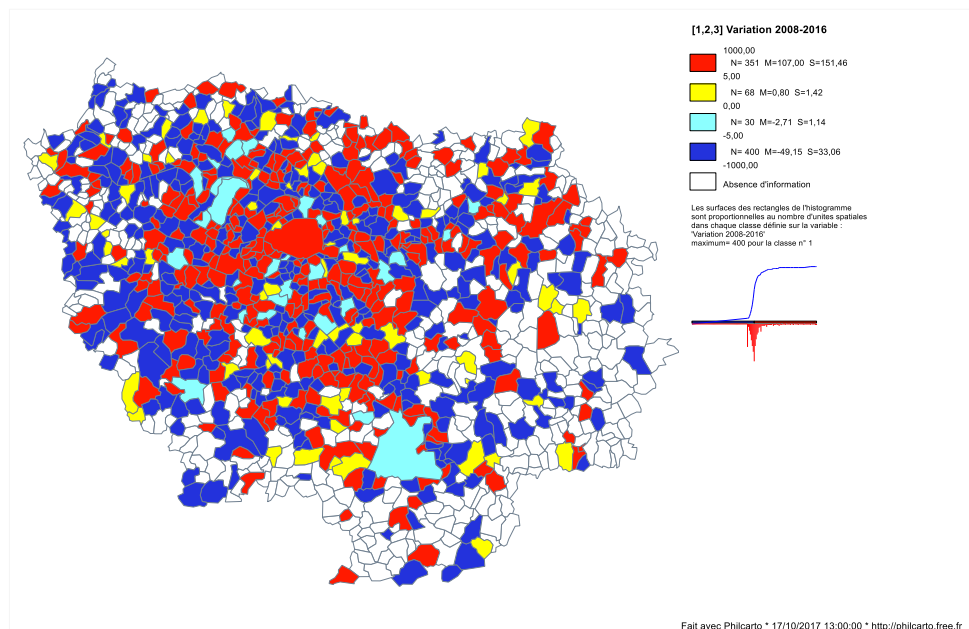 [1,2,3] Variation 2008-2016
1000,00
N= 351 M=107,00 S=151,46
5,00
N= 68 M=0,80 S=1,42
0,00
N= 30 M=-2,71 S=1,14
-5,00
N= 400 M=-49,15 S=33,06
-1000,00
Absence d'information
Les surfaces des rectangles de l'histogramme
sont proportionnelles au nombre d'unites spatiales
dans chaque classe définie sur la variable :
'Variation 2008-2016'
maximum= 400 pour la classe n° 1
Fait avec Philcarto * 17/10/2017 13:00:00 * http://philcarto.free.fr